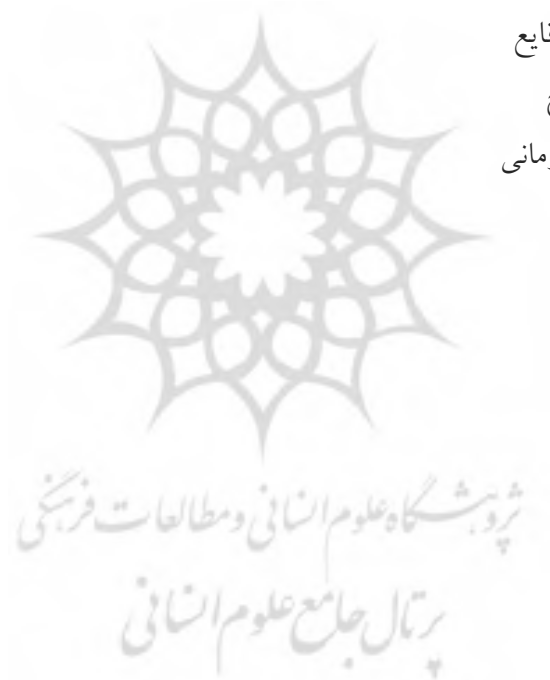 پژوهشگاه علوم انسانی و مطالعات فرهنگی
پرتال جامع علوم انسانی